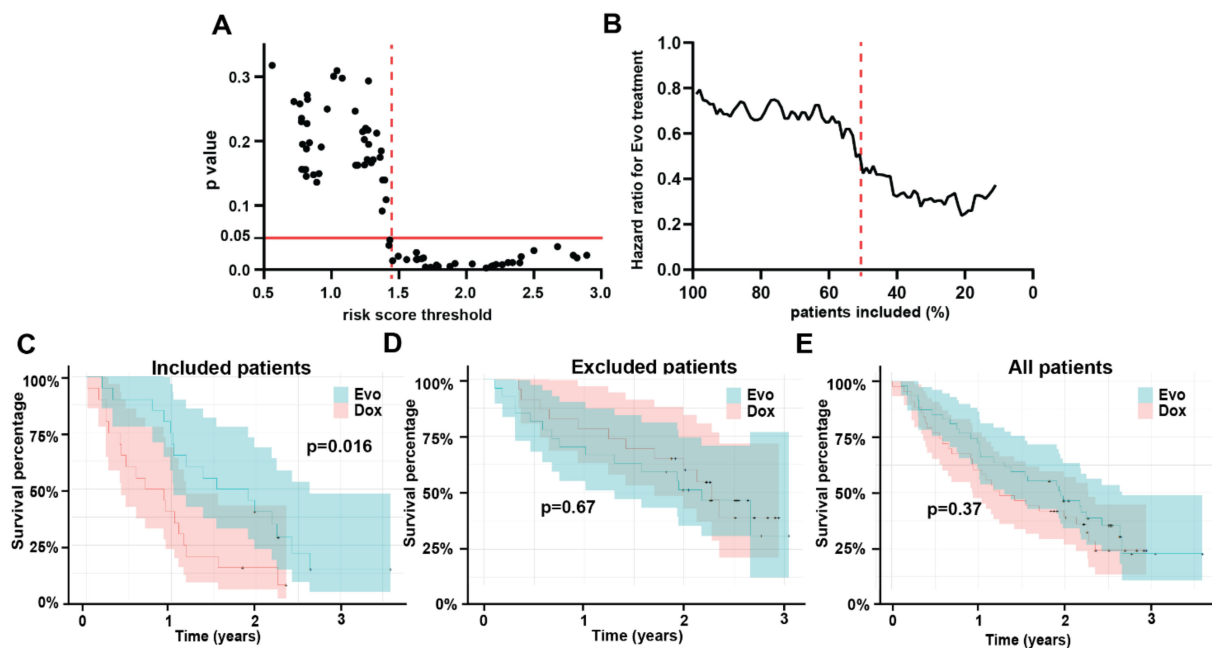 A
p value
0.3
0.2
0.1
0.05
0.0
0.5 1.0 1.5 2.0 2.5 3.0
risk score threshold
B
Hazard ratio for Evo treatment
1.0
0.8
0.6
0.4
0.2
0.0
100 80 60 40 20 0
patients included (%)
C
Included patients
Survival percentage
100%
75%
50%
25%
0%
Evo
Dox
p=0.016
0 1 2 3
Time (years)
D
Excluded patients
Survival percentage
100%
75%
50%
25%
0%
Evo
Dox
p=0.67
0 1 2 3
Time (years)
E
All patients
Survival percentage
100%
75%
50%
25%
0%
Evo
Dox
p=0.37
0 1 2 3
Time (years)